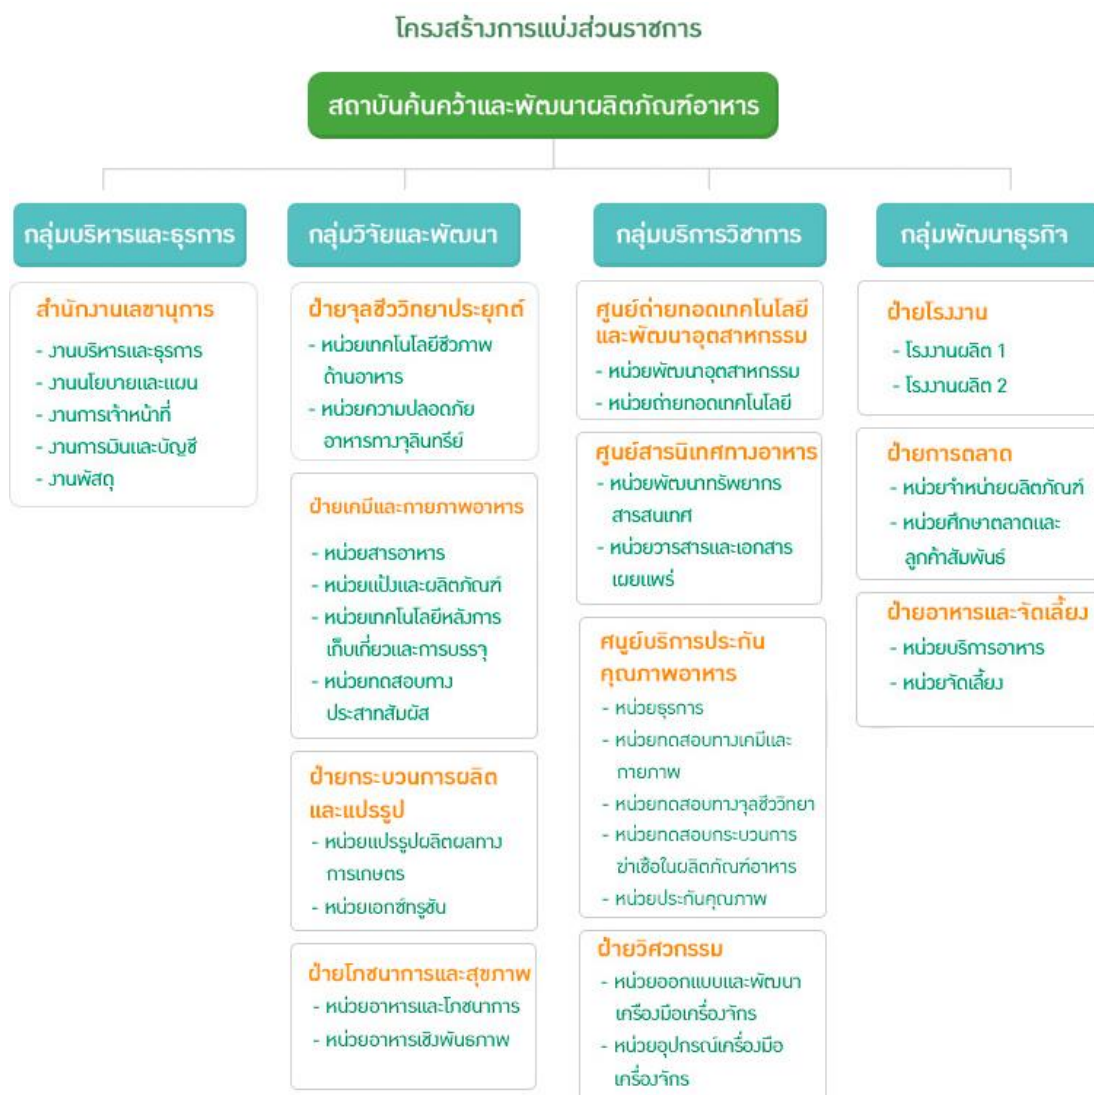 โครงสร้างการแบ่งส่วนราชการ
สถาบันค้นคว้าและพัฒนาผลิตภัณฑ์อาหาร
กลุ่มบริหารและธุรการ
สำนักงานเลขานุการ
- งานบริหารและธุรการ
- งานนโยบายและแผน
- งานการเจ้าหน้าที่
- งานการเงินและบัญชี
- งานพัสดุ
กลุ่มวิจัยและพัฒนา
ฝ่ายจุลชีววิทยาประยุกต์
- หน่วยเทคโนโลยีชีวภาพ
ด้านอาหาร
- หน่วยความปลอดภัย
อาหารทางจุลินทรีย์
ฝ่ายเคมีและกายภาพอาหาร
- หน่วยสารอาหาร
- หน่วยแป้งและผลิตภัณฑ์
- หน่วยเทคโนโลยีหลังการ
เก็บเกี่ยวและการบรรจุ
- หน่วยทดสอบทาง
ประสาทสัมผัส
ฝ่ายกระบวนการผลิต
และแปรรูป
- หน่วยแปรรูปผลิตผลทาง
การเกษตร
- หน่วยเอกซ์ทรูชัน
ฝ่ายโภชนาการและสุขภาพ
- หน่วยอาหารและโภชนาการ
- หน่วยอาหารเชิงพันธภาพ
กลุ่มบริการวิชาการ
ศูนย์ถ่ายทอดเทคโนโลยี
และพัฒนาอุตสาหกรรม
- หน่วยพัฒนาอุตสาหกรรม
- หน่วยถ่ายทอดเทคโนโลยี
ศูนย์สารนิเทศทางอาหาร
- หน่วยพัฒนาทรัพยากร
สารสนเทศ
- หน่วยวารสารและเอกสาร
เผยแพร่
ศูนย์บริการประกัน
คุณภาพอาหาร
- หน่วยธุรการ
- หน่วยทดสอบทางเคมีและ
กายภาพ
- หน่วยทดสอบทางจุลชีววิทยา
- หน่วยทดสอบกระบวนการ
ฆ่าเชื้อในผลิตภัณฑ์อาหาร
- หน่วยประกันคุณภาพ
ฝ่ายวิศวกรรม
- หน่วยออกแบบและพัฒนา
เครื่องมือเครื่องจักร
- หน่วยอุปกรณ์เครื่องมือ
เครื่องจักร
กลุ่มพัฒนาธุรกิจ
ฝ่ายโรงงาน
- โรงงานผลิต 1
- โรงงานผลิต 2
ฝ่ายการตลาด
- หน่วยจำหน่ายผลิตภัณฑ์
- หน่วยศึกษาตลาดและ
ลูกค้าสัมพันธ์
ฝ่ายอาหารและจัดเลี้ยง
- หน่วยบริการอาหาร
- หน่วยจัดเลี้ยง